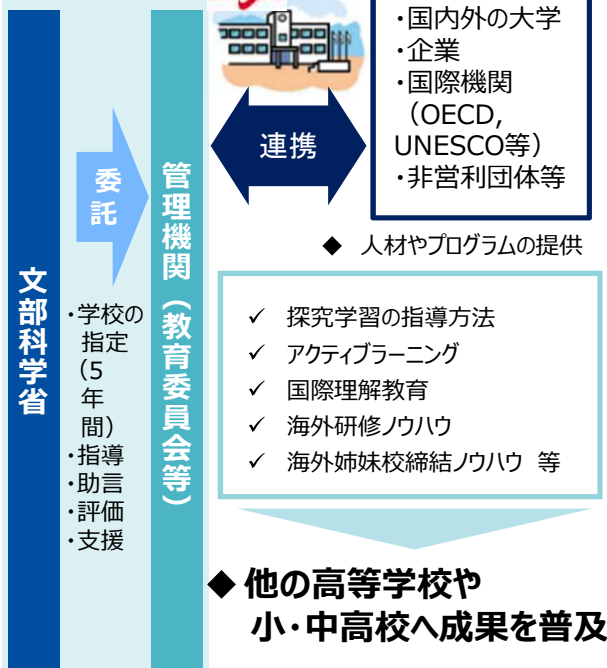 文部科学省
委託
・学校の
指定
（5
年
間）
・指導
・助言
・評価
・支援
管理機関（教育委員会等）
連携
・国内外の大学
・企業
・国際機関
（OECD,
UNESCO等）
・非営利団体等
◆ 人材やプログラムの提供
✓ 探究学習の指導方法
✓ アクティブラーニング
✓ 国際理解教育
✓ 海外研修ノウハウ
✓ 海外姉妹校締結ノウハウ 等
◆ 他の高等学校や
小・中高校へ成果を普及